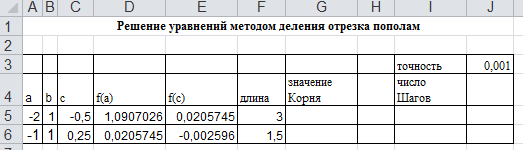 A B C D E F G H I J
1 Решение уравнений методом деления отрезка пополам
2
3 точность 0,001
значение число
4 a b c f(a) f(c) длина Корня Шагов
5 -2 1 -0,5 1,0907026 0,0205745 3
6 -1 1 0,25 0,0205745 -0,002596 1,5